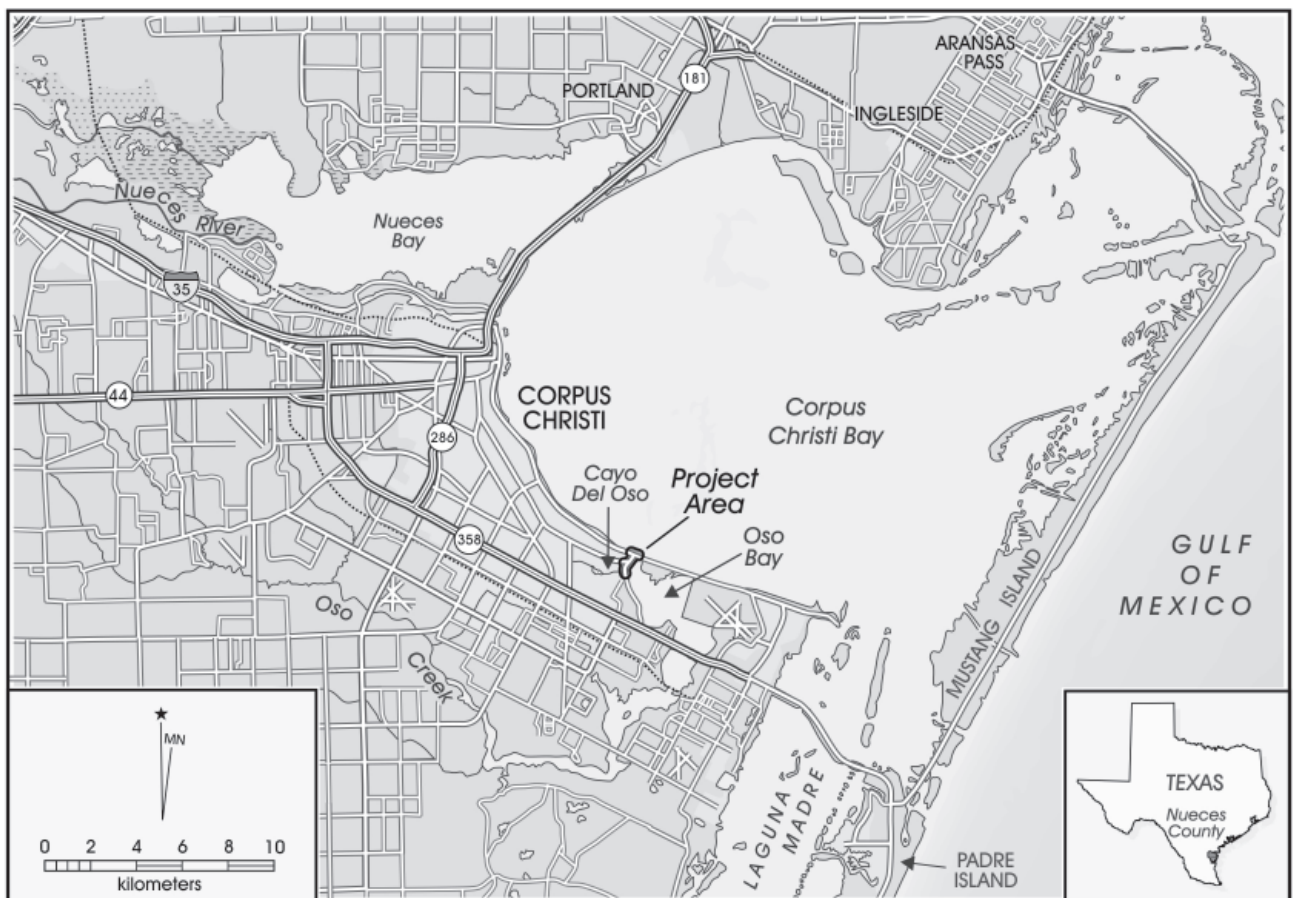 ARANSAS
PASS
181
PORTLAND
INGLESIDE
Nueces
River
Nueces
Bay
35
44
CORPUS
CHRISTI
Corpus
Christi Bay
286
Cayo
Del Oso
Project
Area
358
Oso
Bay
GULF
OF
MEXICO
MUSTANG ISLAND
Oso
Creek
LAGUNA
MADRE
PADRE
ISLAND
MN
0 2 4 6 8 10
kilometers
TEXAS
Nueces
County